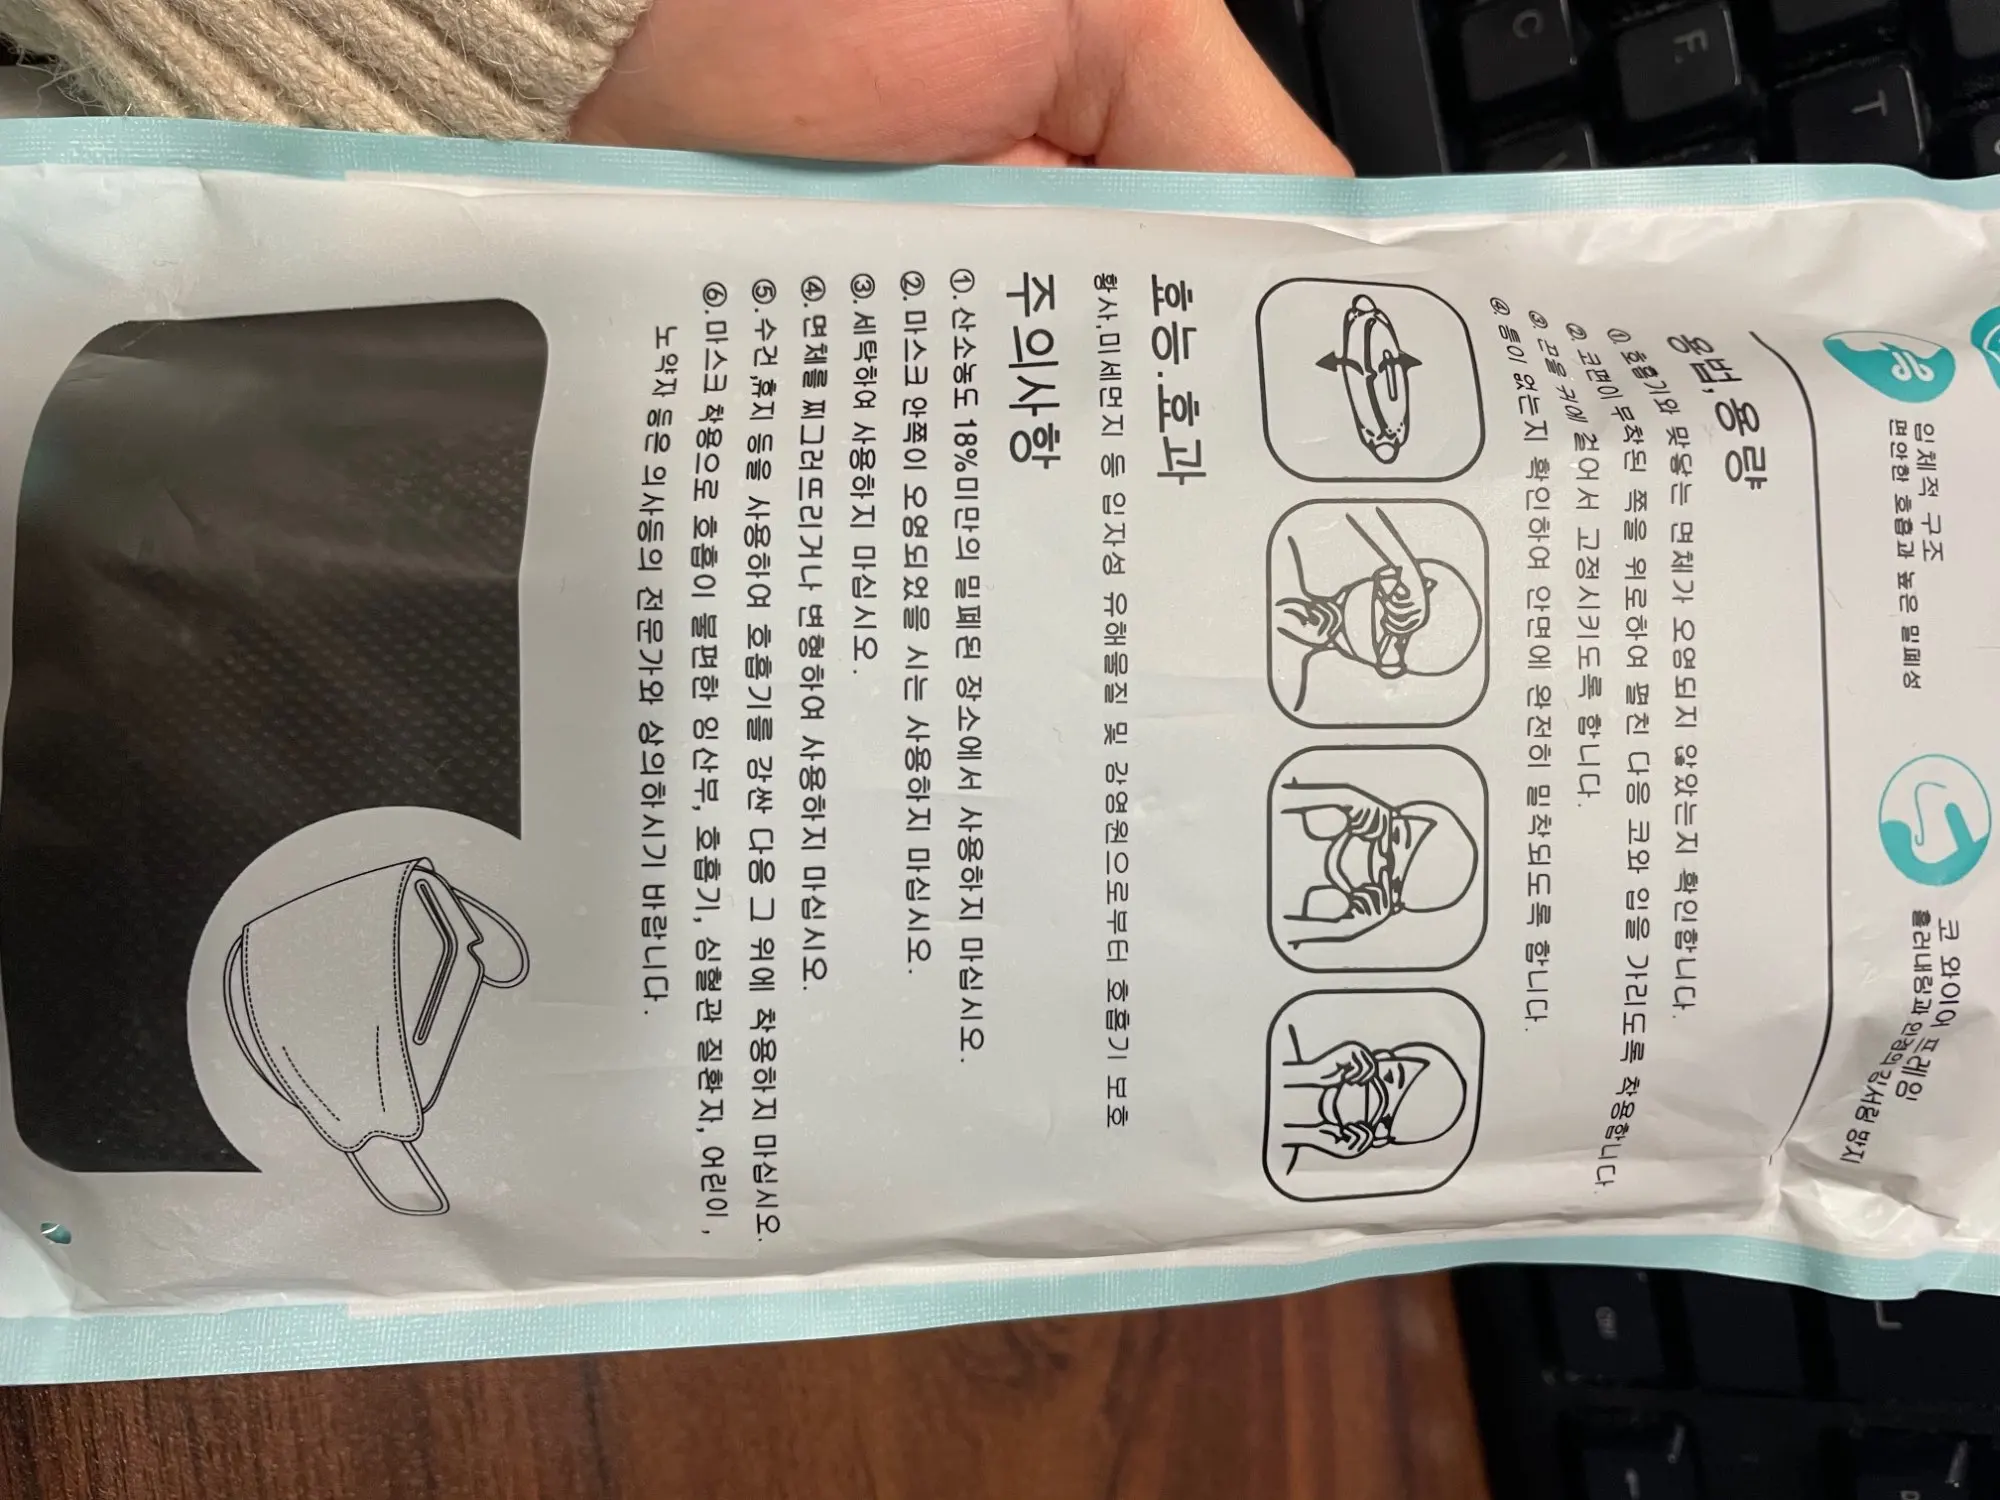 입체적 구조
편안한 호흡과 높은 밀폐성
코 와이어 프레임
흘러내림과 안경의 김서림 방지
용법,용량
①. 호흡기와 맞닿는 면체가 오염되지 않았는지 확인합니다.
②. 코편이 부착된 쪽을 위로하여 펼친 다음 코와 입을 가리도록 착용합니다.
③. 끈을 귀에 걸어서 고정시키도록 합니다.
④. 틈이 없는지 확인하여 안면에 완전히 밀착되도록 합니다.
효능.효과
황사,미세먼지 등 입자성 유해물질 및 감염원으로부터 호흡기 보호
주의사항
①.산소농도 18%미만의 밀폐된 장소에서 사용하지 마십시오.
②.마스크 안쪽이 오염되었을 시는 사용하지 마십시오.
③.세탁하여 사용하지 마십시오.
④.면체를 찌그러뜨리거나 변형하여 사용하지 마십시오.
⑤.수건,휴지 등을 사용하여 호흡기를 감싼 다음 그 위에 착용하지 마십시오.
⑥.마스크 착용으로 호흡이 불편한 임산부, 호흡기, 심혈관 질환자, 어린이,
노약자 등은 의사등의 전문가와 상의하시기 바랍니다.
C
F
T